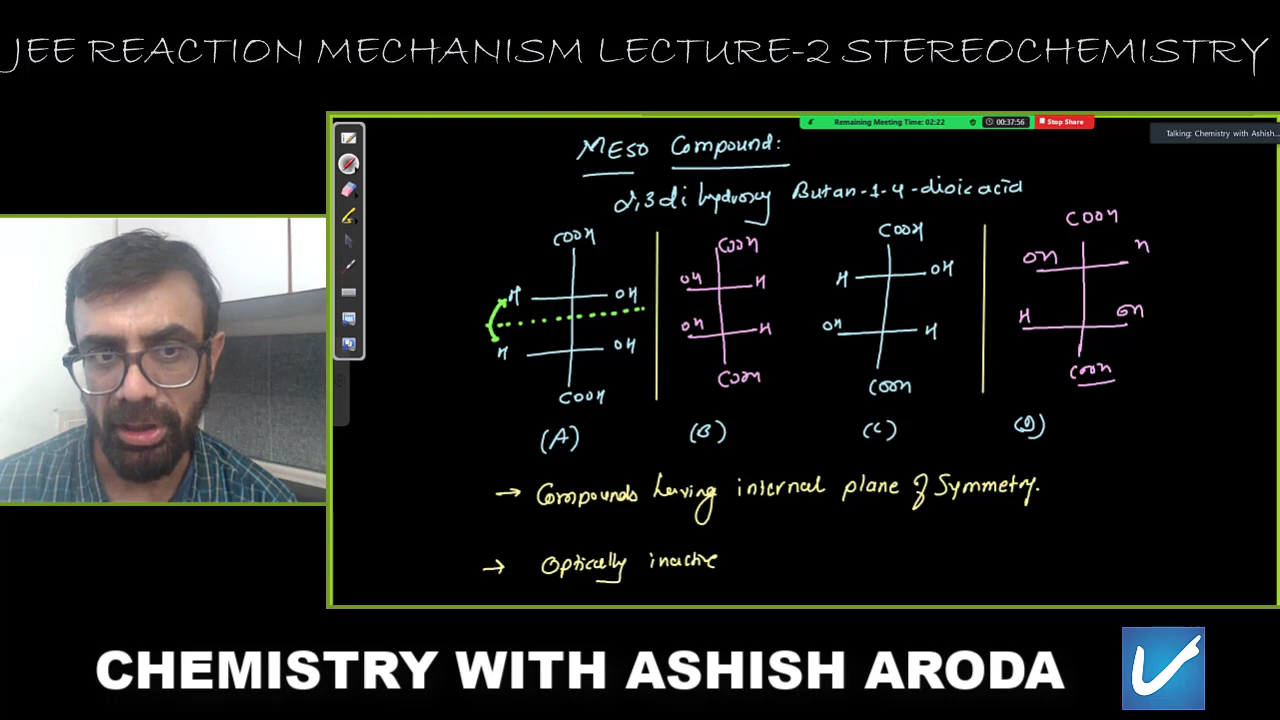 JEE REACTION MECHANISM LECTURE-2 STEREOCHEMISTRY
Remaining Meeting Time: 02:22 00:37:56 Stop Share
Talking: Chemistry with Ashish...
MESO Compound:
2,3 di hydroxy Butan-1-4-dioic acid
COOH COOH COOH COOH
H OH OH H H OH OH H
H OH OH H OH H H OH
COOH COOH COOH COOH
(A) (B) (C) (D)
→ Compounds having internal plane of Symmetry.
→ Optically inactive
CHEMISTRY WITH ASHISH ARODA